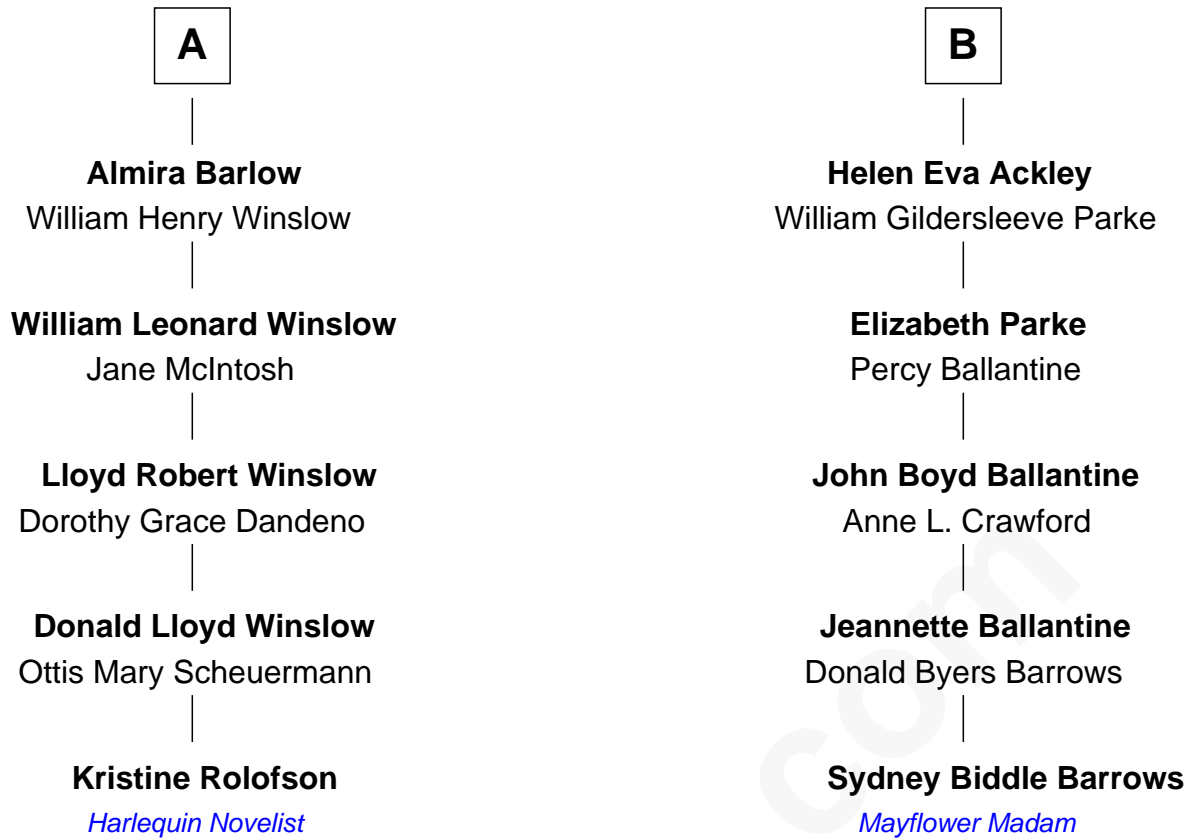 A
Almira Barlow
William Henry Winslow
William Leonard Winslow
Jane McIntosh
Lloyd Robert Winslow
Dorothy Grace Dandeno
Donald Lloyd Winslow
Ottis Mary Scheuermann
Kristine Rolofson
Harlequin Novelist
B
Helen Eva Ackley
William Gildersleeve Parke
Elizabeth Parke
Percy Ballantine
John Boyd Ballantine
Anne L. Crawford
Jeannette Ballantine
Donald Byers Barrows
Sydney Biddle Barrows
Mayflower Madam
com